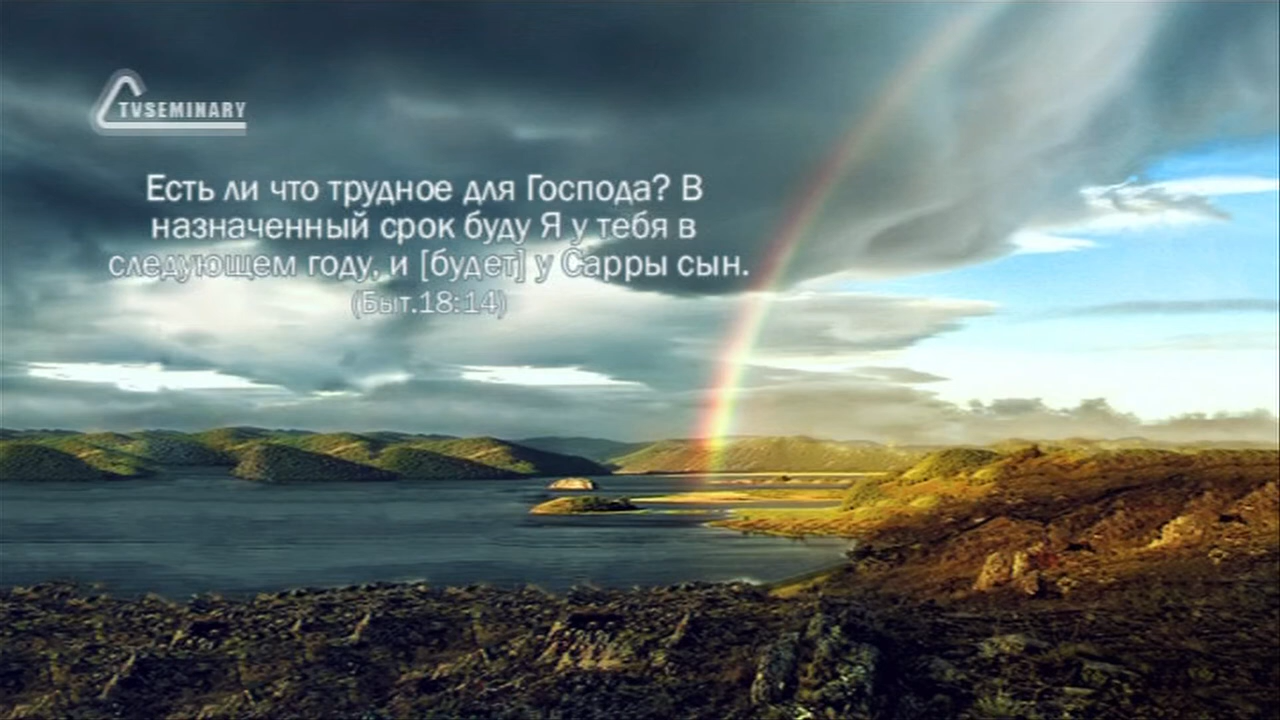 TVSEMINARY
Есть ли что трудное для Господа? В
назначенный срок буду Я у тебя в
следующем году, и [будет] у Сарры сын.
(Быт.18:14)